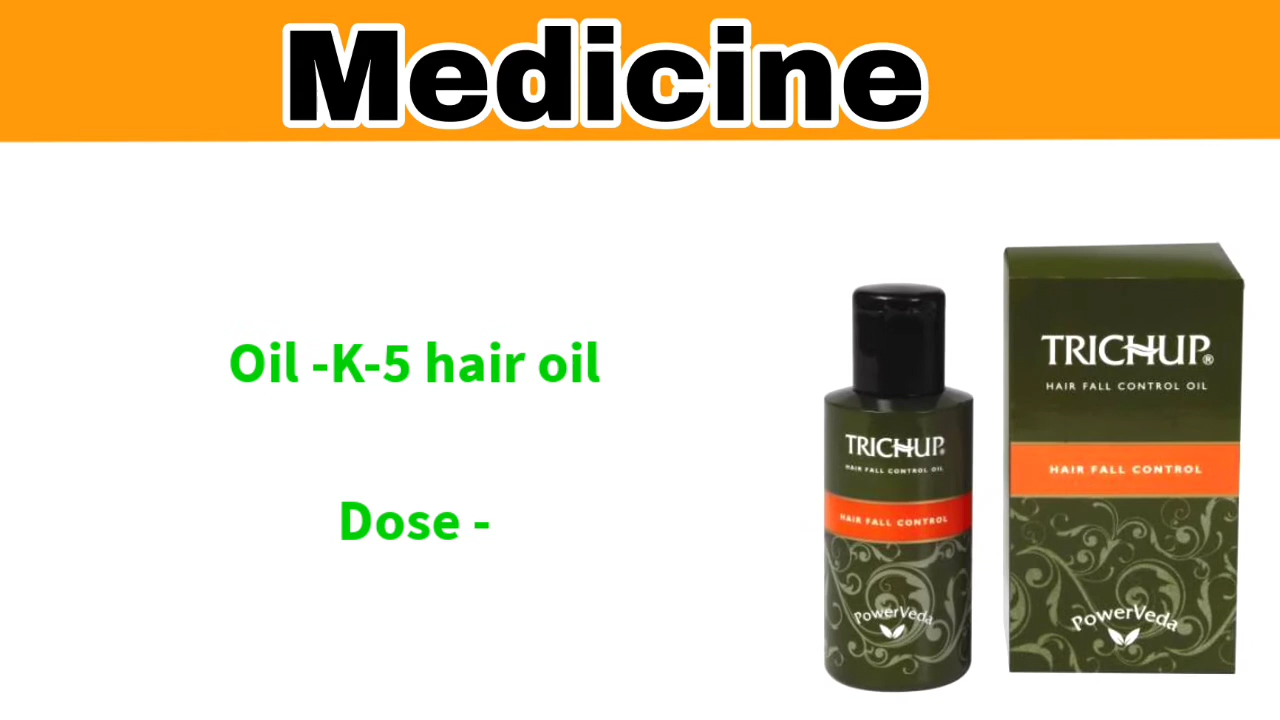 Medicine
Oil -K-5 hair oil
Dose -
TRICHUP®
HAIR FALL CONTROL OIL
HAIR FALL CONTROL
PowerVeda
TRICHUP®
HAIR FALL CONTROL OIL
HAIR FALL CONTROL
PowerVeda